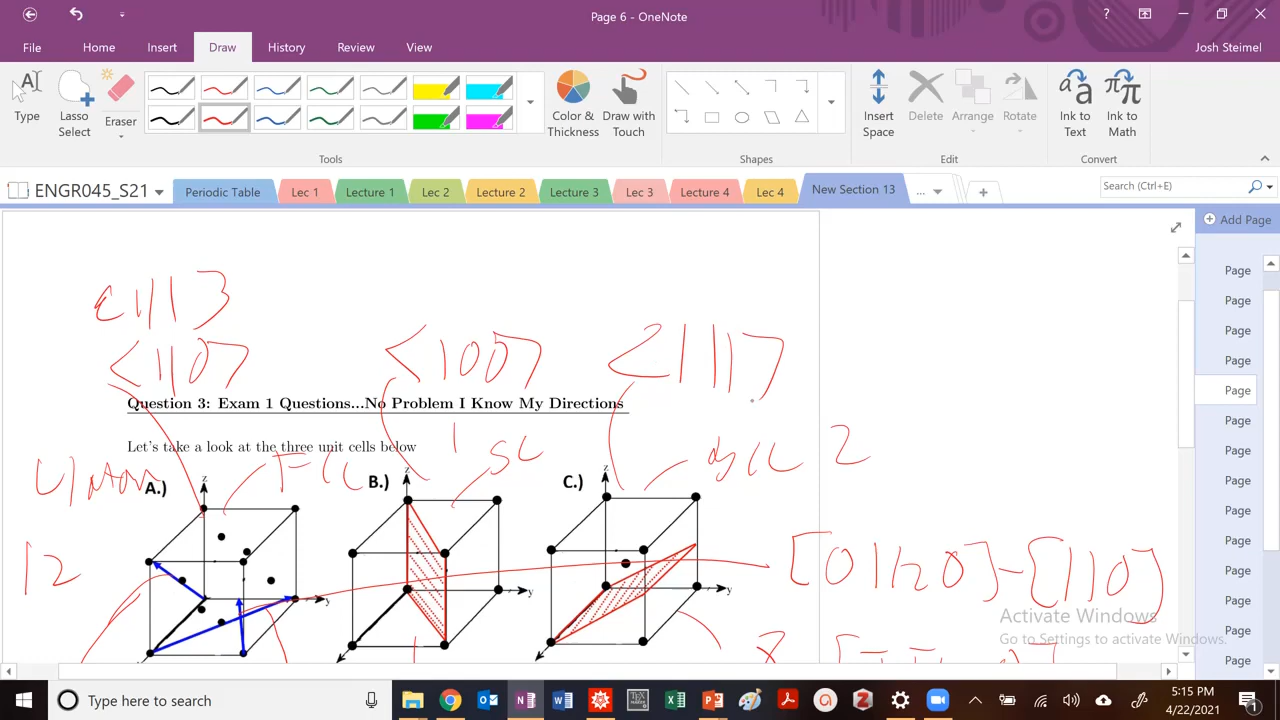 Page 6 - OneNote
?
File
Home
Insert
Draw
History
Review
View
Josh Steimel
Type
Lasso Select
Eraser
Color & Thickness
Draw with Touch
Insert Space
Delete
Arrange
Rotate
Ink to Text
Ink to Math
Tools
Shapes
Edit
Convert
ENGR045_S21
Periodic Table
Lec 1
Lecture 1
Lec 2
Lecture 2
Lecture 3
Lec 3
Lecture 4
Lec 4
New Section 13
...
Search (Ctrl+E)
Add Page
Page
Page
Page
Page
Page
Page
Page
Page
Page
Page
Page
Page
Page
Page
<110>
<100>
<111>
Question 3: Exam 1 Questions...No Problem I Know My Directions
Let's take a look at the three unit cells below
4/atom
A.)
FCC
B.)
1
SC
C.)
BCC 2
z
z
z
y
y
y
12
[0 1/2 0] - [110]
Activate Windows
Go to Settings to activate Windows.
Type here to search
5:15 PM
4/22/2021